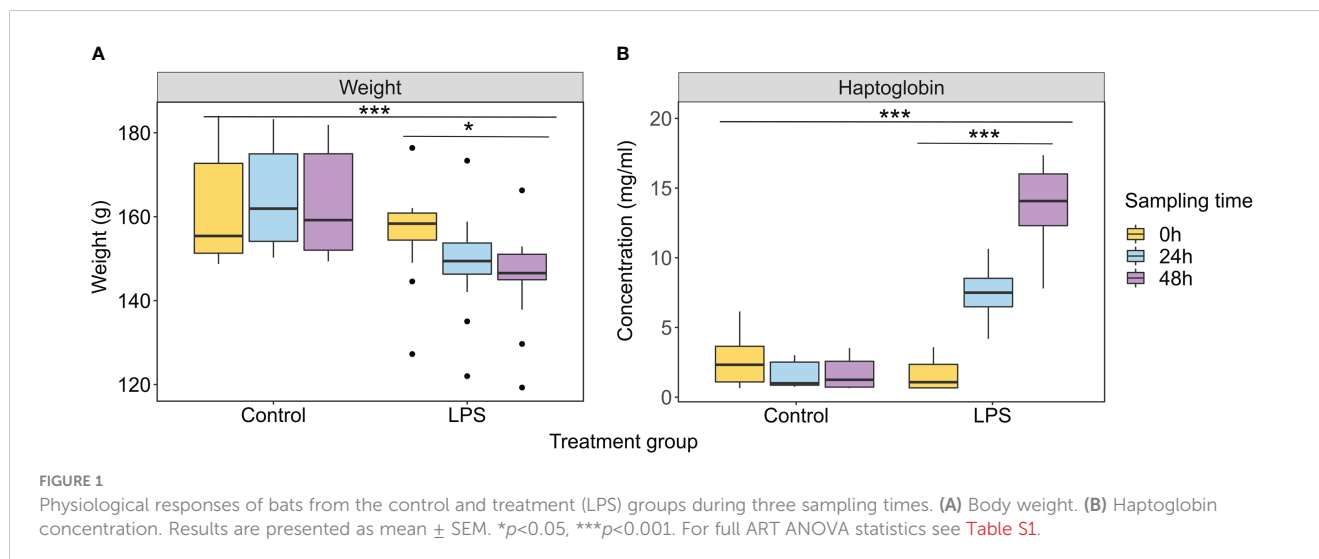 A
Weight
***
*
180
160
140
120
Weight (g)
Control
LPS
B
Haptoglobin
***
***
20
15
10
5
0
Concentration (mg/ml)
Control
LPS
Treatment group
Sampling time
0h
24h
48h
FIGURE 1
Physiological responses of bats from the control and treatment (LPS) groups during three sampling times. (A) Body weight. (B) Haptoglobin
concentration. Results are presented as mean ± SEM. *p<0.05, ***p<0.001. For full ART ANOVA statistics see Table S1.